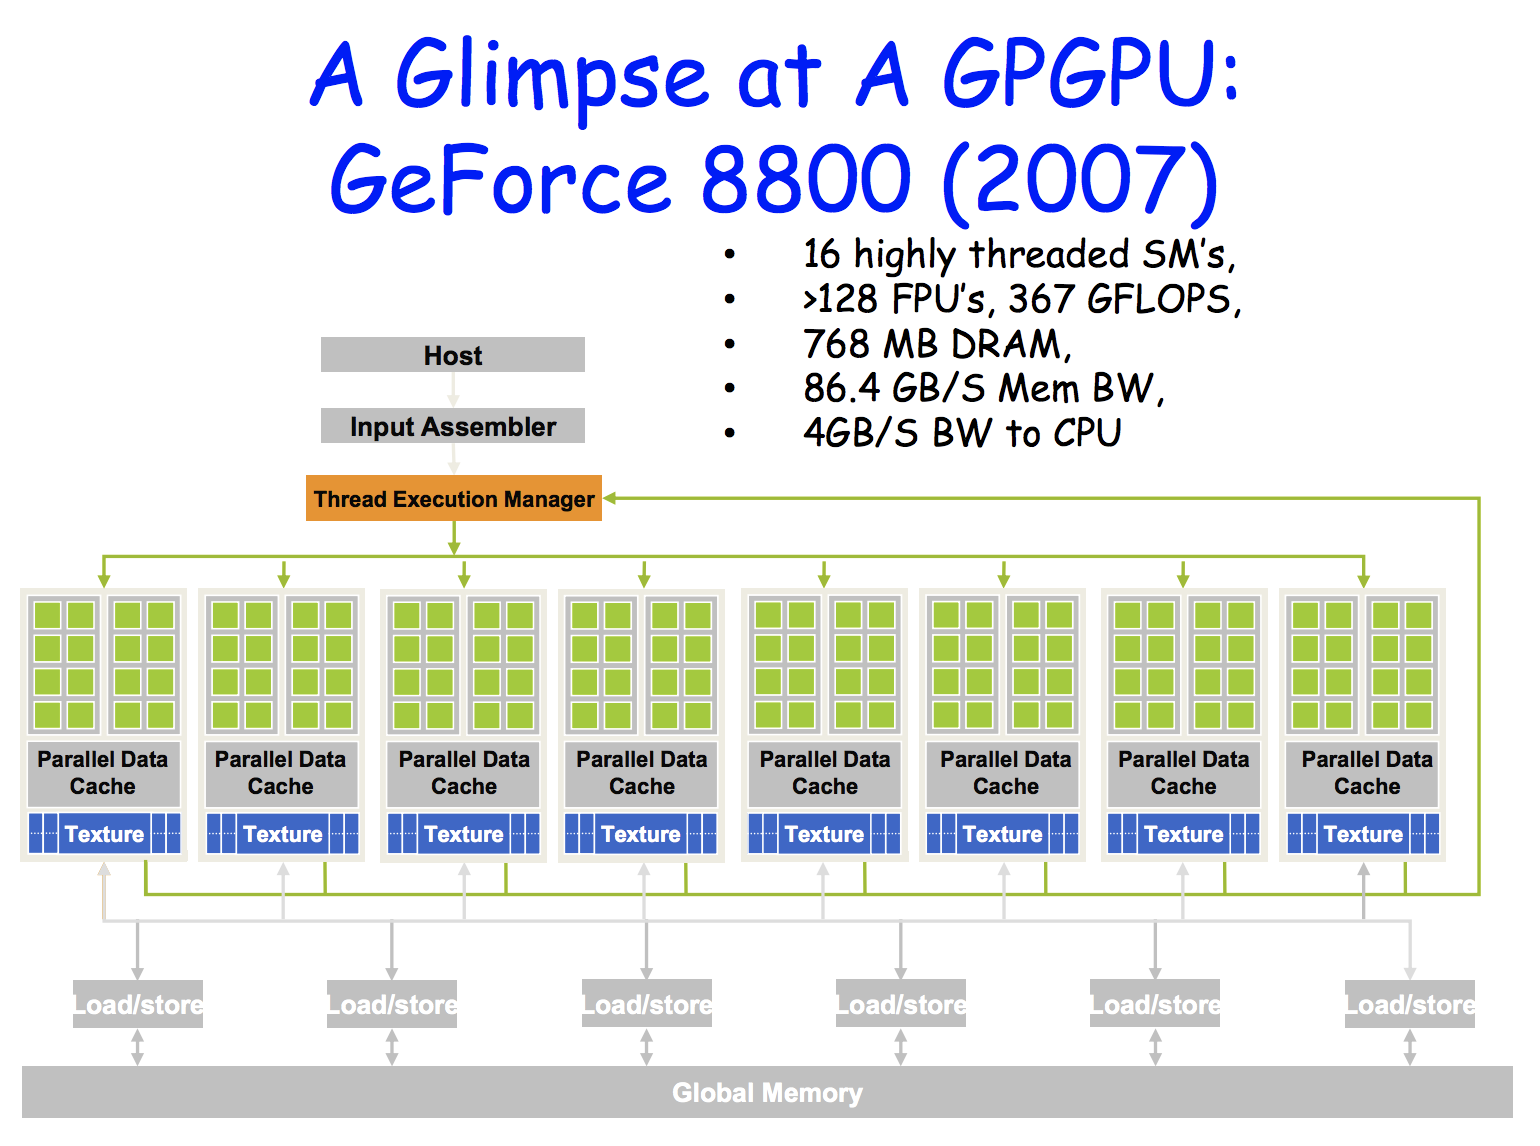 A Glimpse at A GPGPU:
GeForce 8800 (2007)
• 16 highly threaded SM's,
• >128 FPU's, 367 GFLOPS,
• 768 MB DRAM,
• 86.4 GB/S Mem BW,
• 4GB/S BW to CPU
Host
Input Assembler
Thread Execution Manager
Parallel Data Cache
Parallel Data Cache
Parallel Data Cache
Parallel Data Cache
Parallel Data Cache
Parallel Data Cache
Parallel Data Cache
Parallel Data Cache
Texture Texture Texture Texture Texture Texture Texture Texture
Load/store Load/store Load/store Load/store Load/store Load/store
Global Memory